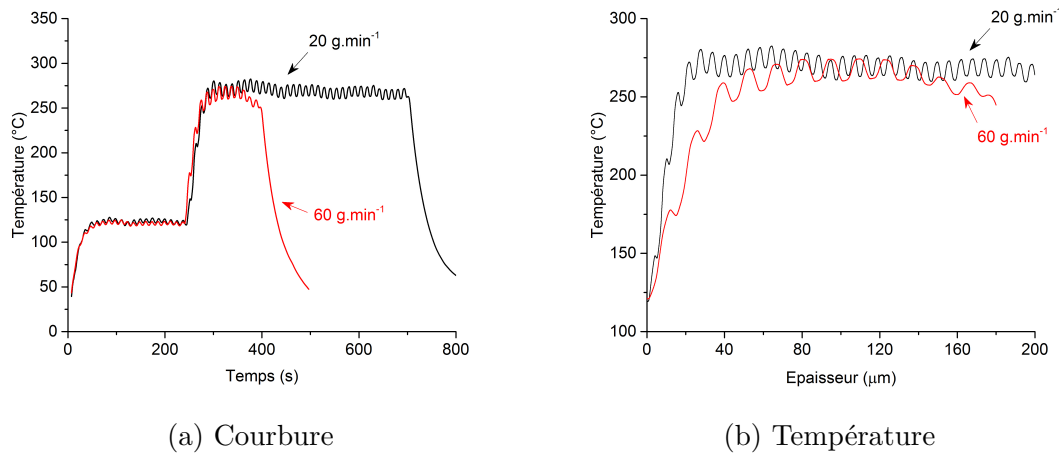 350
300
250
200
150
100
50
0
Température (°C)
0
200
400
600
800
Temps (s)
20 g.min⁻¹
60 g.min⁻¹
(a) Courbure
300
250
200
150
100
Température (°C)
0
40
80
120
160
200
Epaisseur (μm)
20 g.min⁻
60 g.min⁻¹
(b) Température